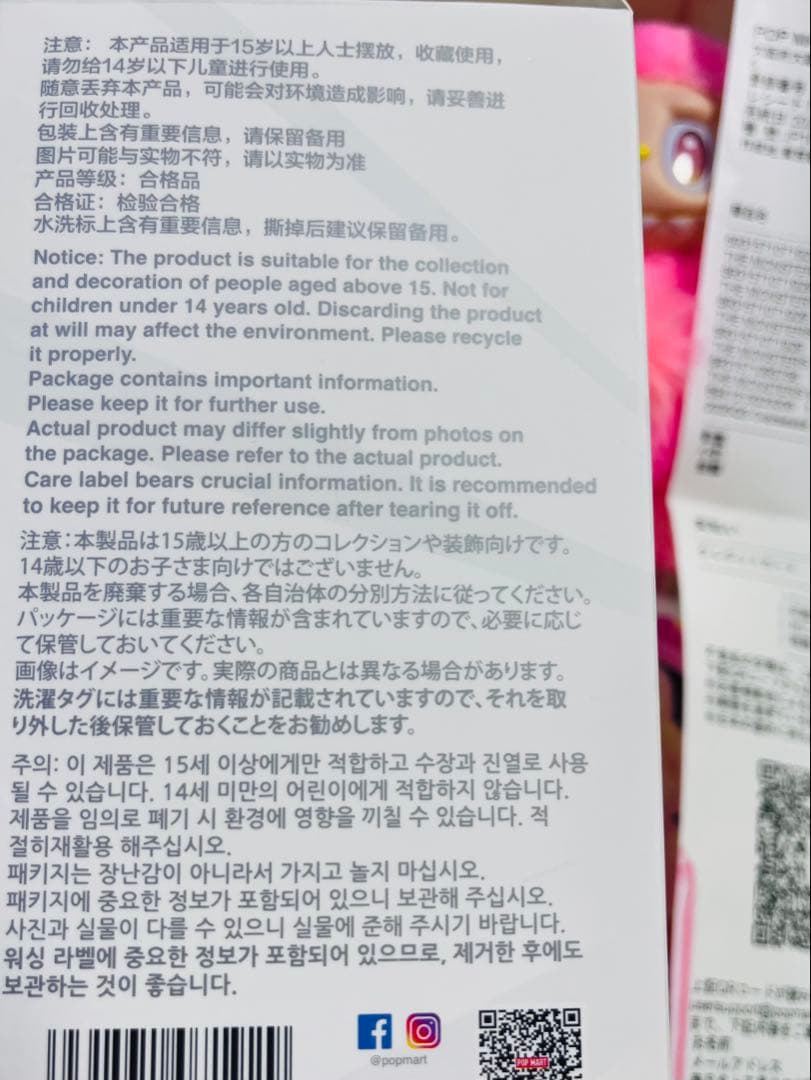 注意： 本产品适用于15岁以上人士摆放，收藏使用，
请勿给14岁以下儿童进行使用。
随意丢弃本产品，可能会对环境造成影响，请妥善进
行回收处理。
包装上含有重要信息，请保留备用
图片可能与实物不符，请以实物为准
产品等级：合格品
合格证：检验合格
水洗标上含有重要信息，撕掉后建议保留备用。
Notice: The product is suitable for the collection
and decoration of people aged above 15. Not for
children under 14 years old. Discarding the product
at will may affect the environment. Please recycle
it properly.
Package contains important information.
Please keep it for further use.
Actual product may differ slightly from photos on
the package. Please refer to the actual product.
Care label bears crucial information. It is recommended
to keep it for future reference after tearing it off.
注意：本製品は15歳以上の方のコレクションや装飾向けです。
14歳以下のお子さま向けではございません。
本製品を廃棄する場合、各自治体の分別方法に従ってください。
パッケージには重要な情報が含まれていますので、必要に応じ
て保管しておいてください。
画像はイメージです。実際の商品とは異なる場合があります。
洗濯タグには重要な情報が記載されていますので、それを取
り外した後保管しておくことをお勧めします。
주의: 이 제품은 15세 이상에게만 적합하고 수장과 진열로 사용
될 수 있습니다. 14세 미만의 어린이에게 적합하지 않습니다.
제품을 임의로 폐기 시 환경에 영향을 끼칠 수 있습니다. 적
절히재활용 해주십시오.
패키지는 장난감이 아니라서 가지고 놀지 마십시오.
패키지에 중요한 정보가 포함되어 있으니 보관해 주십시오.
사진과 실물이 다를 수 있으니 실물에 준해 주시기 바랍니다.
워싱 라벨에 중요한 정보가 포함되어 있으므로, 제거한 후에도
보관하는 것이 좋습니다.
@popmart
POP MART